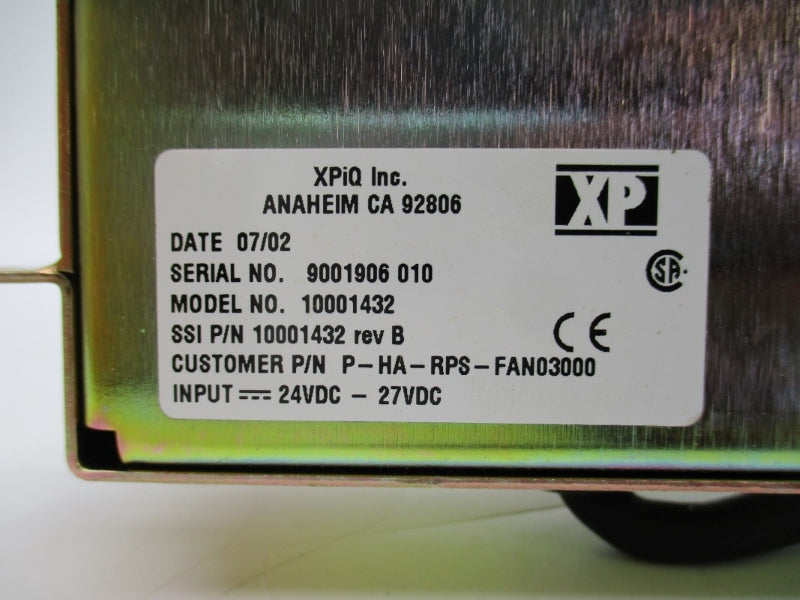 XPiQ Inc.
ANAHEIM CA 92806
XP
DATE 07/02
SERIAL NO. 9001906 010
SA
MODEL NO. 10001432
SSI P/N 10001432 rev B
CE
CUSTOMER P/N P-HA-RPS-FAN03000
INPUT ⎓ 24VDC - 27VDC